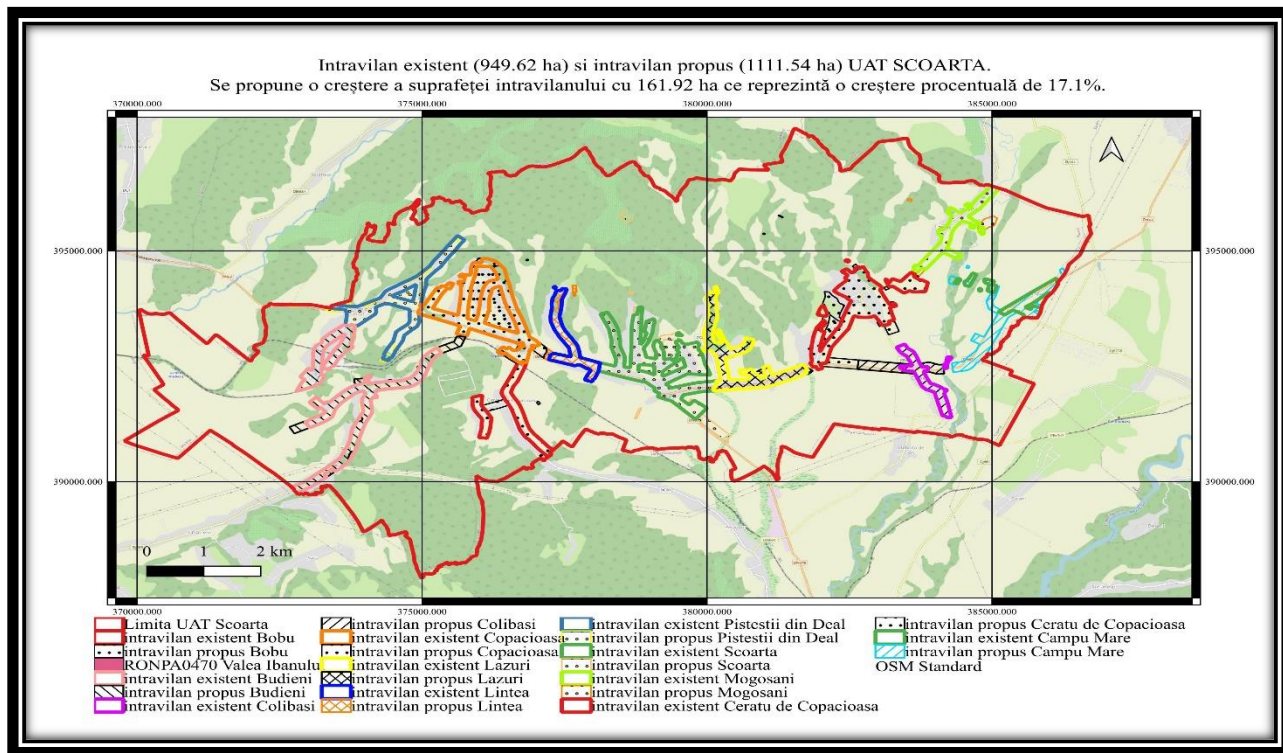 Intravilan existent (949.62 ha) si intravilan propus (1111.54 ha) UAT SCOARTA.
Se propune o creștere a suprafeței intravilanului cu 161.92 ha ce reprezintă o creștere procentuală de 17.1%.
370000.000 375000.000 380000.000 385000.000
395000.000 395000.000
390000.000 390000.000
0 1 2 km
370000.000 375000.000 380000.000 385000.000
Limita UAT Scoarta
intravilan existent Bobu
intravilan propus Bobu
RONPA0470 Valea Ibanului
intravilan existent Budieni
intravilan propus Budieni
intravilan existent Colibasi
intravilan propus Colibasi
intravilan existent Copacioasa
intravilan propus Copacioasa
intravilan existent Lazuri
intravilan propus Lazuri
intravilan existent Lintea
intravilan propus Lintea
intravilan existent Pistestii din Deal
intravilan propus Pistestii din Deal
intravilan existent Scoarta
intravilan propus Scoarta
intravilan existent Mogosani
intravilan propus Mogosani
intravilan existent Ceratu de Copacioasa
intravilan propus Ceratu de Copacioasa
intravilan existent Campu Mare
intravilan propus Campu Mare
OSM Standard